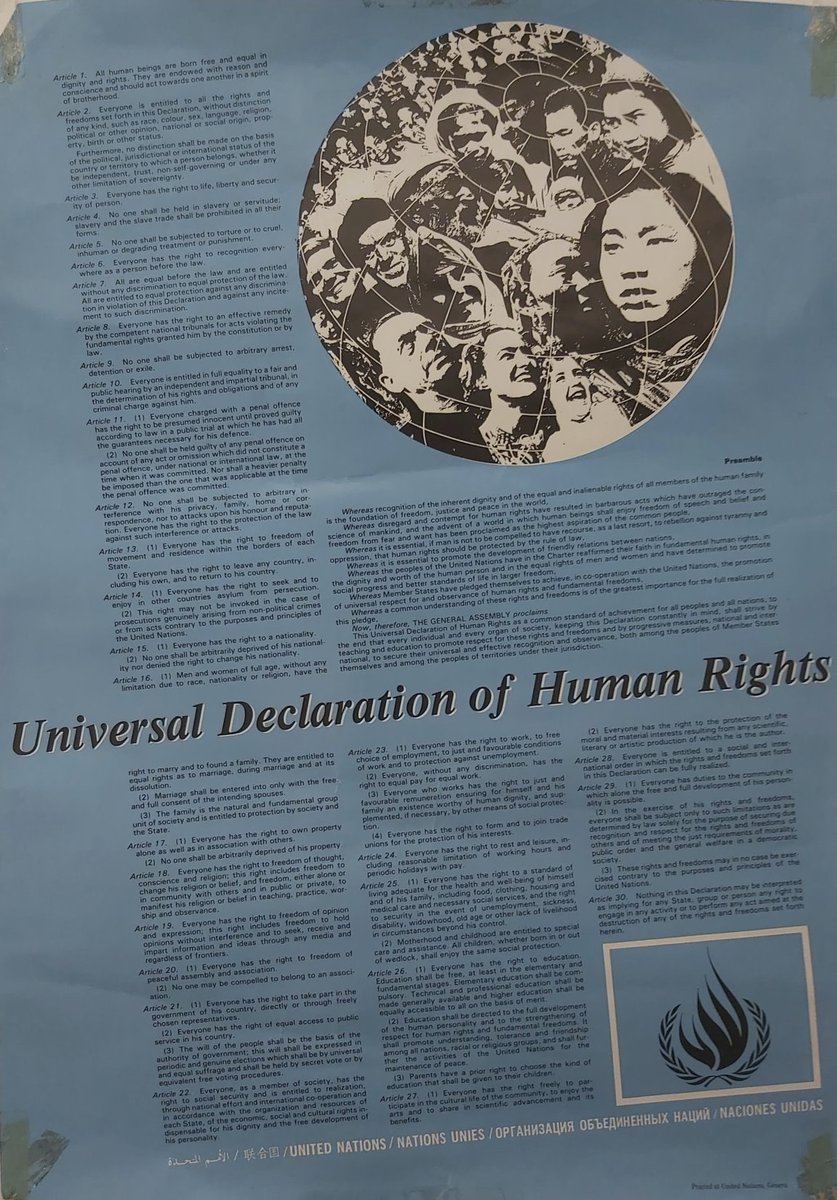 Article 1. All human beings are born free and equal in
dignity and rights. They are endowed with reason and
conscience and should act towards one another in a spirit
of brotherhood.
Article 2. Everyone is entitled to all the rights and
freedoms set forth in this Declaration, without distinction
of any kind, such as race, colour, sex, language, religion,
political or other opinion, national or social origin, prop-
erty, birth or other status.
Furthermore, no distinction shall be made on the basis
of the political, jurisdictional or international status of the
country or territory to which a person belongs, whether it
be independent, trust, non-self-governing or under any
other limitation of sovereignty.
Article 3. Everyone has the right to life, liberty and secur-
ity of person.
Article 4. No one shall be held in slavery or servitude;
slavery and the slave trade shall be prohibited in all their
forms.
Article 5. No one shall be subjected to torture or to cruel,
inhuman or degrading treatment or punishment.
Article 6. Everyone has the right to recognition every-
where as a person before the law.
Article 7. All are equal before the law and are entitled
without any discrimination to equal protection of the law.
All are entitled to equal protection against any discrimina-
tion in violation of this Declaration and against any incite-
ment to such discrimination.
Article 8. Everyone has the right to an effective remedy
by the competent national tribunals for acts violating the
fundamental rights granted him by the constitution or by
law.
Article 9. No one shall be subjected to arbitrary arrest,
detention or exile.
Article 10. Everyone is entitled in full equality to a fair and
public hearing by an independent and impartial tribunal, in
the determination of his rights and obligations and of any
criminal charge against him.
Article 11. (1) Everyone charged with a penal offence
has the right to be presumed innocent until proved guilty
according to law in a public trial at which he has had all
the guarantees necessary for his defence.
(2) No one shall be held guilty of any penal offence on
account of any act or omission which did not constitute a
penal offence, under national or international law, at the
time when it was committed. Nor shall a heavier penalty
be imposed than the one that was applicable at the time
the penal offence was committed.
Article 12. No one shall be subjected to arbitrary in-
terference with his privacy, family, home or cor-
respondence, nor to attacks upon his honour and reputa-
tion. Everyone has the right to the protection of the law
against such interference or attacks.
Article 13. (1) Everyone has the right to freedom of
movement and residence within the borders of each
State.
(2) Everyone has the right to leave any country, in-
cluding his own, and to return to his country.
Article 14. (1) Everyone has the right to seek and to
enjoy in other countries asylum from persecution.
(2) This right may not be invoked in the case of
prosecutions genuinely arising from non-political crimes
or from acts contrary to the purposes and principles of
the United Nations.
Article 15. (1) Everyone has the right to a nationality.
(2) No one shall be arbitrarily deprived of his national-
ity nor denied the right to change his nationality.
Article 16. (1) Men and women of full age, without any
limitation due to race, nationality or religion, have the
Preamble
Whereas recognition of the inherent dignity and of the equal and inalienable rights of all members of the human family
is the foundation of freedom, justice and peace in the world,
Whereas disregard and contempt for human rights have resulted in barbarous acts which have outraged the con-
science of mankind, and the advent of a world in which human beings shall enjoy freedom of speech and belief and
freedom from fear and want has been proclaimed as the highest aspiration of the common people,
Whereas it is essential, if man is not to be compelled to have recourse, as a last resort, to rebellion against tyranny and
oppression, that human rights should be protected by the rule of law,
Whereas it is essential to promote the development of friendly relations between nations,
Whereas the peoples of the United Nations have in the Charter reaffirmed their faith in fundamental human rights, in
the dignity and worth of the human person and in the equal rights of men and women and have determined to promote
social progress and better standards of life in larger freedom,
Whereas Member States have pledged themselves to achieve, in co-operation with the United Nations, the promotion
of universal respect for and observance of human rights and fundamental freedoms,
Whereas a common understanding of these rights and freedoms is of the greatest importance for the full realization of
this pledge,
Now, therefore, THE GENERAL ASSEMBLY proclaims
This Universal Declaration of Human Rights as a common standard of achievement for all peoples and all nations, to
the end that every individual and every organ of society, keeping this Declaration constantly in mind, shall strive by
teaching and education to promote respect for these rights and freedoms and by progressive measures, national and inter-
national, to secure their universal and effective recognition and observance, both among the peoples of Member States
themselves and among the peoples of territories under their jurisdiction.
Universal Declaration of Human Rights
right to marry and to found a family. They are entitled to
equal rights as to marriage, during marriage and at its
dissolution.
(2) Marriage shall be entered into only with the free
and full consent of the intending spouses.
(3) The family is the natural and fundamental group
unit of society and is entitled to protection by society and
the State.
Article 17. (1) Everyone has the right to own property
alone as well as in association with others.
(2) No one shall be arbitrarily deprived of his property
Article 18. Everyone has the right to freedom of thought,
conscience and religion; this right includes freedom to
change his religion or belief, and freedom, either alone or
in community with others and in public or private, to
manifest his religion or belief in teaching, practice, wor-
ship and observance.
Article 19. Everyone has the right to freedom of opinion
and expression; this right includes freedom to hold
opinions without interference and to seek, receive and
impart information and ideas through any media and
regardless of frontiers.
Article 20. (1) Everyone has the right to freedom of
peaceful assembly and association.
(2) No one may be compelled to belong to an associ-
ation.
Article 21. (1) Everyone has the right to take part in the
government of his country, directly or through freely
chosen representatives.
(2) Everyone has the right of equal access to public
service in his country.
(3) The will of the people shall be the basis of the
authority of government; this will shall be expressed in
periodic and genuine elections which shall be by universal
and equal suffrage and shall be held by secret vote or by
equivalent free voting procedures.
Article 22. Everyone, as a member of society, has the
right to social security and is entitled to realization,
through national effort and international co-operation and
in accordance with the organization and resources of
each State, of the economic, social and cultural rights in-
dispensable for his dignity and the free development of
his personality.
Article 23. (1) Everyone has the right to work, to free
choice of employment, to just and favourable conditions
of work and to protection against unemployment.
(2) Everyone, without any discrimination, has the
right to equal pay for equal work.
(3) Everyone who works has the right to just and
favourable remuneration ensuring for himself and his
family an existence worthy of human dignity, and sup-
plemented, if necessary, by other means of social protec-
tion.
(4) Everyone has the right to form and to join trade
unions for the protection of his interests.
Article 24. Everyone has the right to rest and leisure, in-
cluding reasonable limitation of working hours and
periodic holidays with pay.
Article 25. (1) Everyone has the right to a standard of
living adequate for the health and well-being of himself
and of his family, including food, clothing, housing and
medical care and necessary social services, and the right
to security in the event of unemployment, sickness,
disability, widowhood, old age or other lack of livelihood
in circumstances beyond his control.
(2) Motherhood and childhood are entitled to special
care and assistance. All children, whether born in or out
of wedlock, shall enjoy the same social protection.
Article 26. (1) Everyone has the right to education.
Education shall be free, at least in the elementary and
fundamental stages. Elementary education shall be com-
pulsory. Technical and professional education shall be
made generally available and higher education shall be
equally accessible to all on the basis of merit.
(2) Education shall be directed to the full development
of the human personality and to the strengthening of
respect for human rights and fundamental freedoms. It
shall promote understanding, tolerance and friendship
among all nations, racial or religious groups, and shall fur-
ther the activities of the United Nations for the
maintenance of peace.
(3) Parents have a prior right to choose the kind of
education that shall be given to their children.
Article 27. (1) Everyone has the right freely to par-
ticipate in the cultural life of the community, to enjoy the
arts and to share in scientific advancement and its
benefits.
(2) Everyone has the right to the protection of the
moral and material interests resulting from any scientific,
literary or artistic production of which he is the author.
Article 28. Everyone is entitled to a social and inter-
national order in which the rights and freedoms set forth
in this Declaration can be fully realized.
Article 29. (1) Everyone has duties to the community in
which alone the free and full development of his person-
ality is possible.
(2) In the exercise of his rights and freedoms,
everyone shall be subject only to such limitations as are
determined by law solely for the purpose of securing due
recognition and respect for the rights and freedoms of
others and of meeting the just requirements of morality,
public order and the general welfare in a democratic
society.
(3) These rights and freedoms may in no case be exer-
cised contrary to the purposes and principles of the
United Nations.
Article 30. Nothing in this Declaration may be interpreted
as implying for any State, group or person any right to
engage in any activity or to perform any act aimed at the
destruction of any of the rights and freedoms set forth
herein.
الأمم المتحدة / 联合国 / UNITED NATIONS / NATIONS UNIES / ОРГАНИЗАЦИЯ ОБЪЕДИНЕННЫХ НАЦИЙ / NACIONES UNIDAS
Printed at United Nations, Geneva